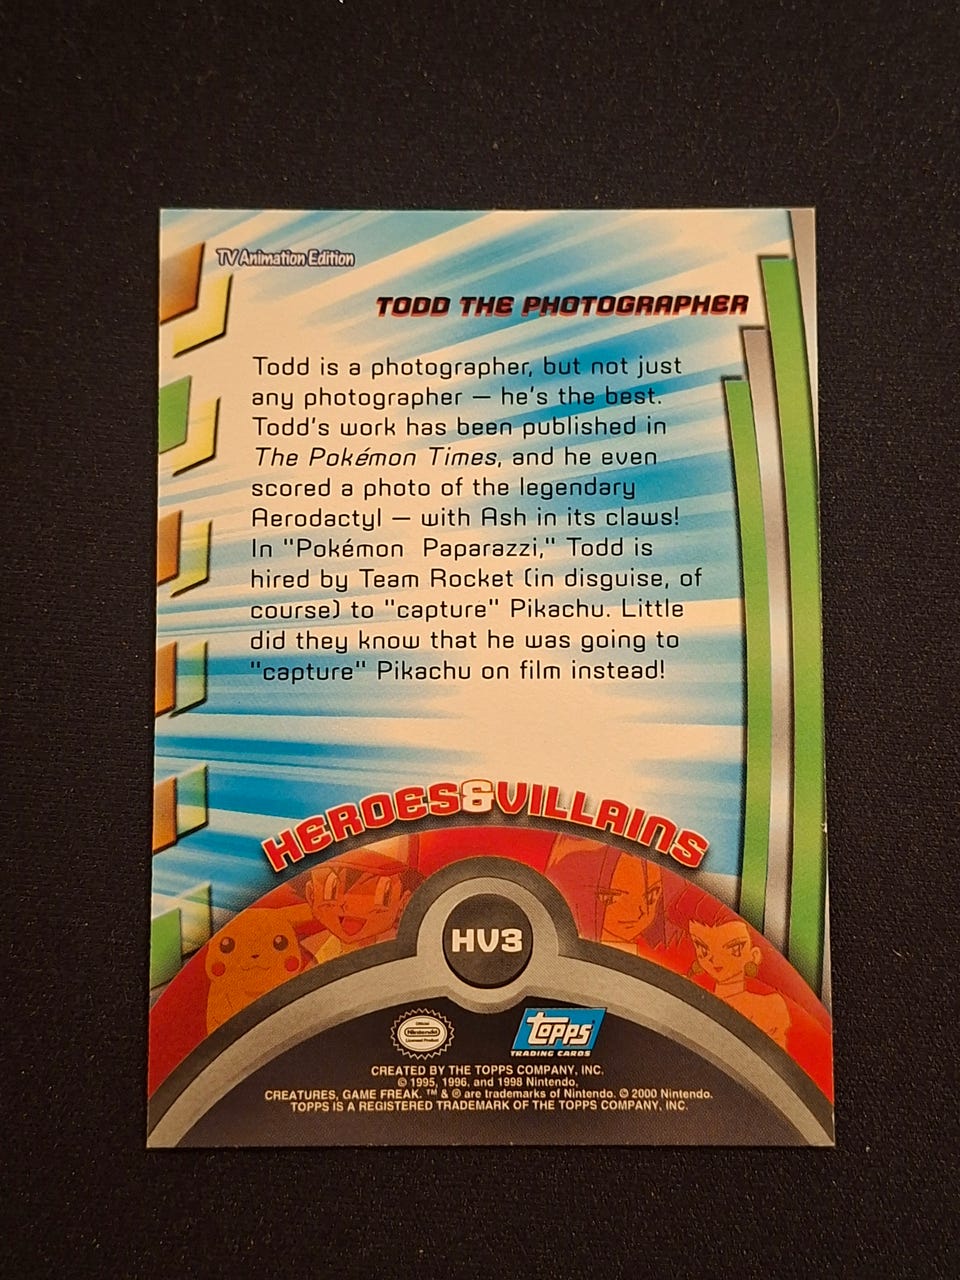 TV Animation Edition
TODD THE PHOTOGRAPHER
Todd is a photographer, but not just
any photographer — he's the best.
Todd's work has been published in
The Pokémon Times, and he even
scored a photo of the legendary
Aerodactyl — with Ash in its claws!
In "Pokémon Paparazzi," Todd is
hired by Team Rocket (in disguise, of
course) to "capture" Pikachu. Little
did they know that he was going to
"capture" Pikachu on film instead!
HEROES&VILLAINS
HV3
Official
Nintendo
Licensed Product
Topps
TRADING CARDS
CREATED BY THE TOPPS COMPANY, INC.
© 1995, 1996, and 1998 Nintendo,
CREATURES, GAME FREAK. ™ & ® are trademarks of Nintendo. © 2000 Nintendo.
TOPPS IS A REGISTERED TRADEMARK OF THE TOPPS COMPANY, INC.